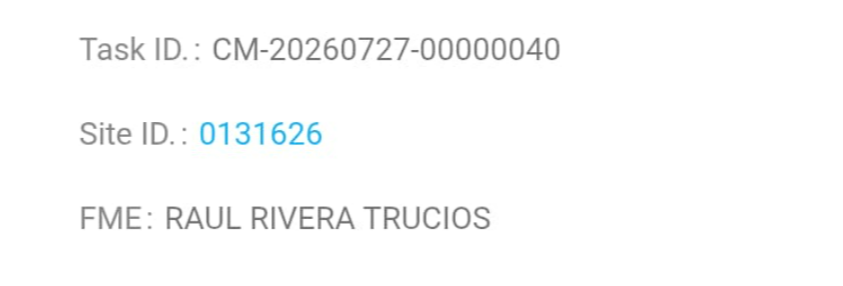 Task ID.: CM-20260727-00000040
Site ID.: 0131626
FME: RAUL RIVERA TRUCIOS